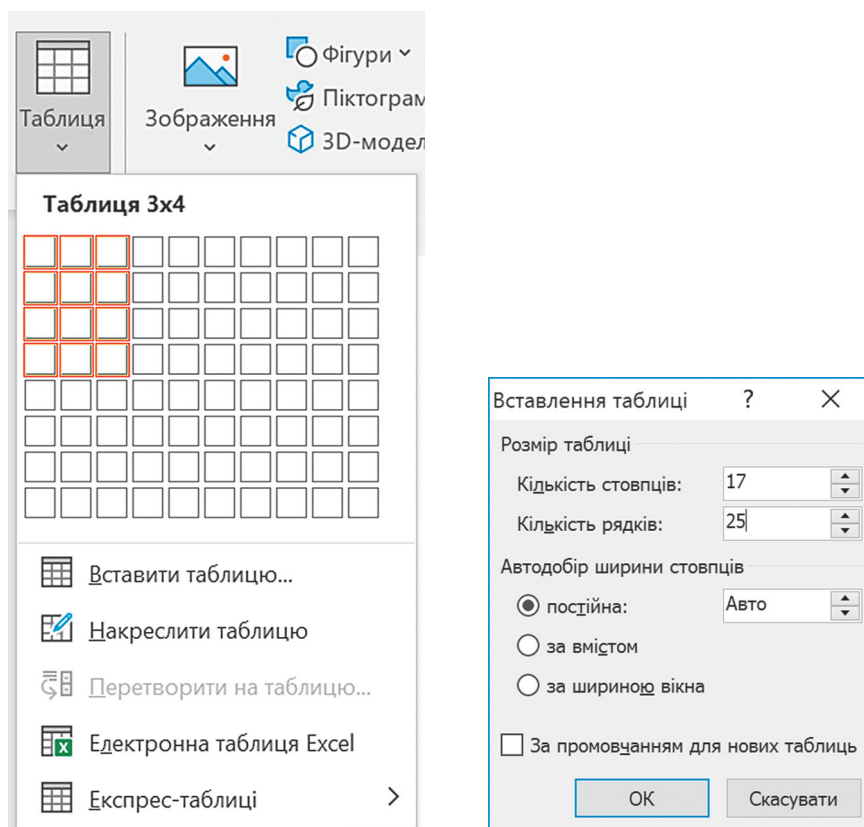 Таблиця
Зображення
Фігури
Піктограм
3D-модел
Таблиця 3x4
Вставити таблицю...
Накреслити таблицю
Перетворити на таблицю...
Електронна таблиця Excel
Експрес-таблиці
Вставлення таблиці ?
Розмір таблиці
Кількість стовпців: 17
Кількість рядків: 25
Автодобір ширини стовпців
постійна: Авто
за вмістом
за шириною вікна
За промовчанням для нових таблиць
ОК Скасувати